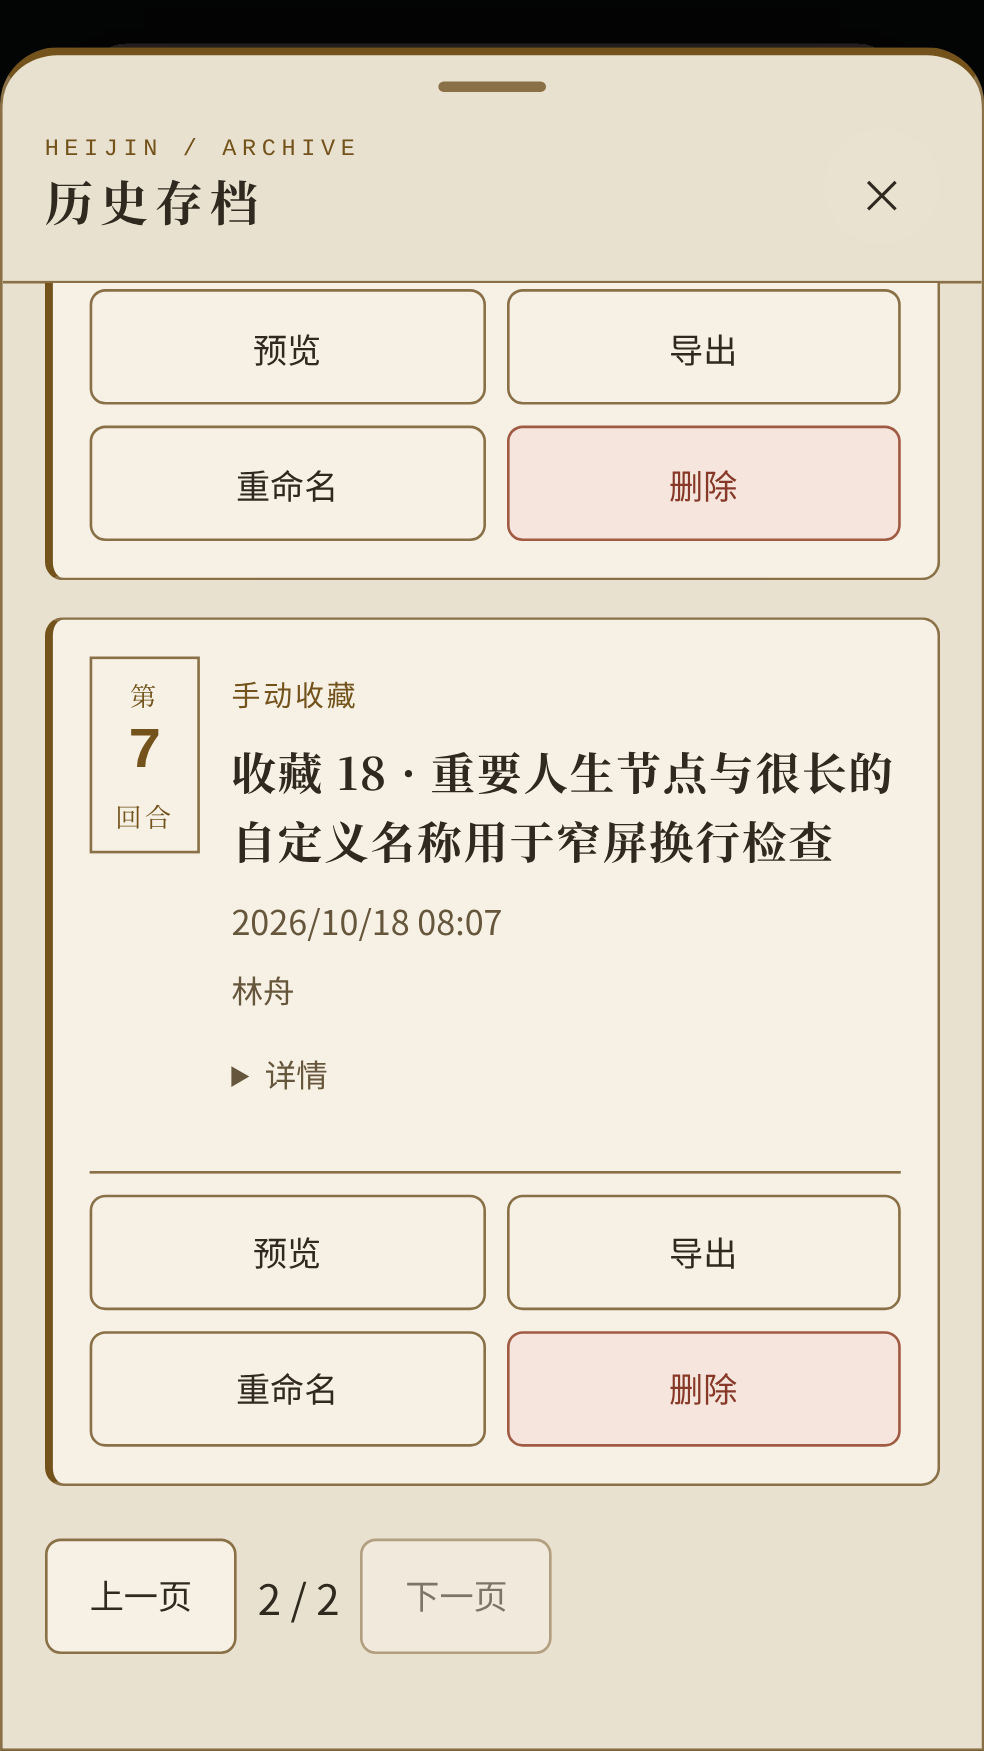 HEIJIN / ARCHIVE
历史存档
预览
导出
重命名
删除
第
7
回合
手动收藏
收藏 18 · 重要人生节点与很长的
自定义名称用于窄屏换行检查
2026/10/18 08:07
林舟
▶ 详情
预览
导出
重命名
删除
上一页
2 / 2
下一页